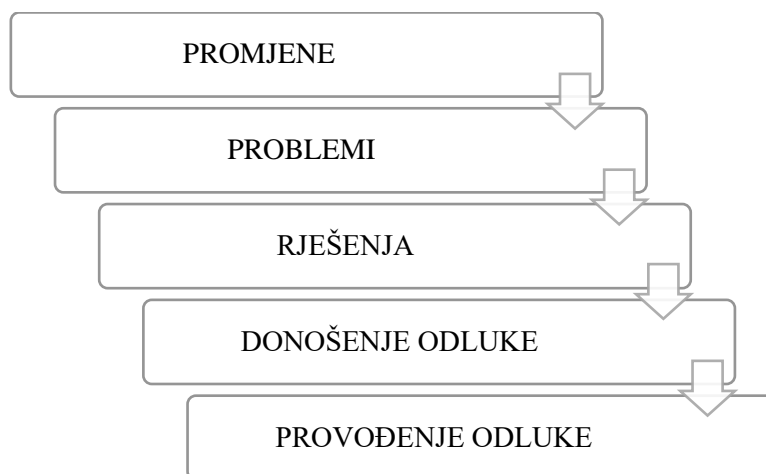 PROMJENE
PROBLEMI
RJEŠENJA
DONOŠENJE ODLUKE
PROVOĐENJE ODLUKE